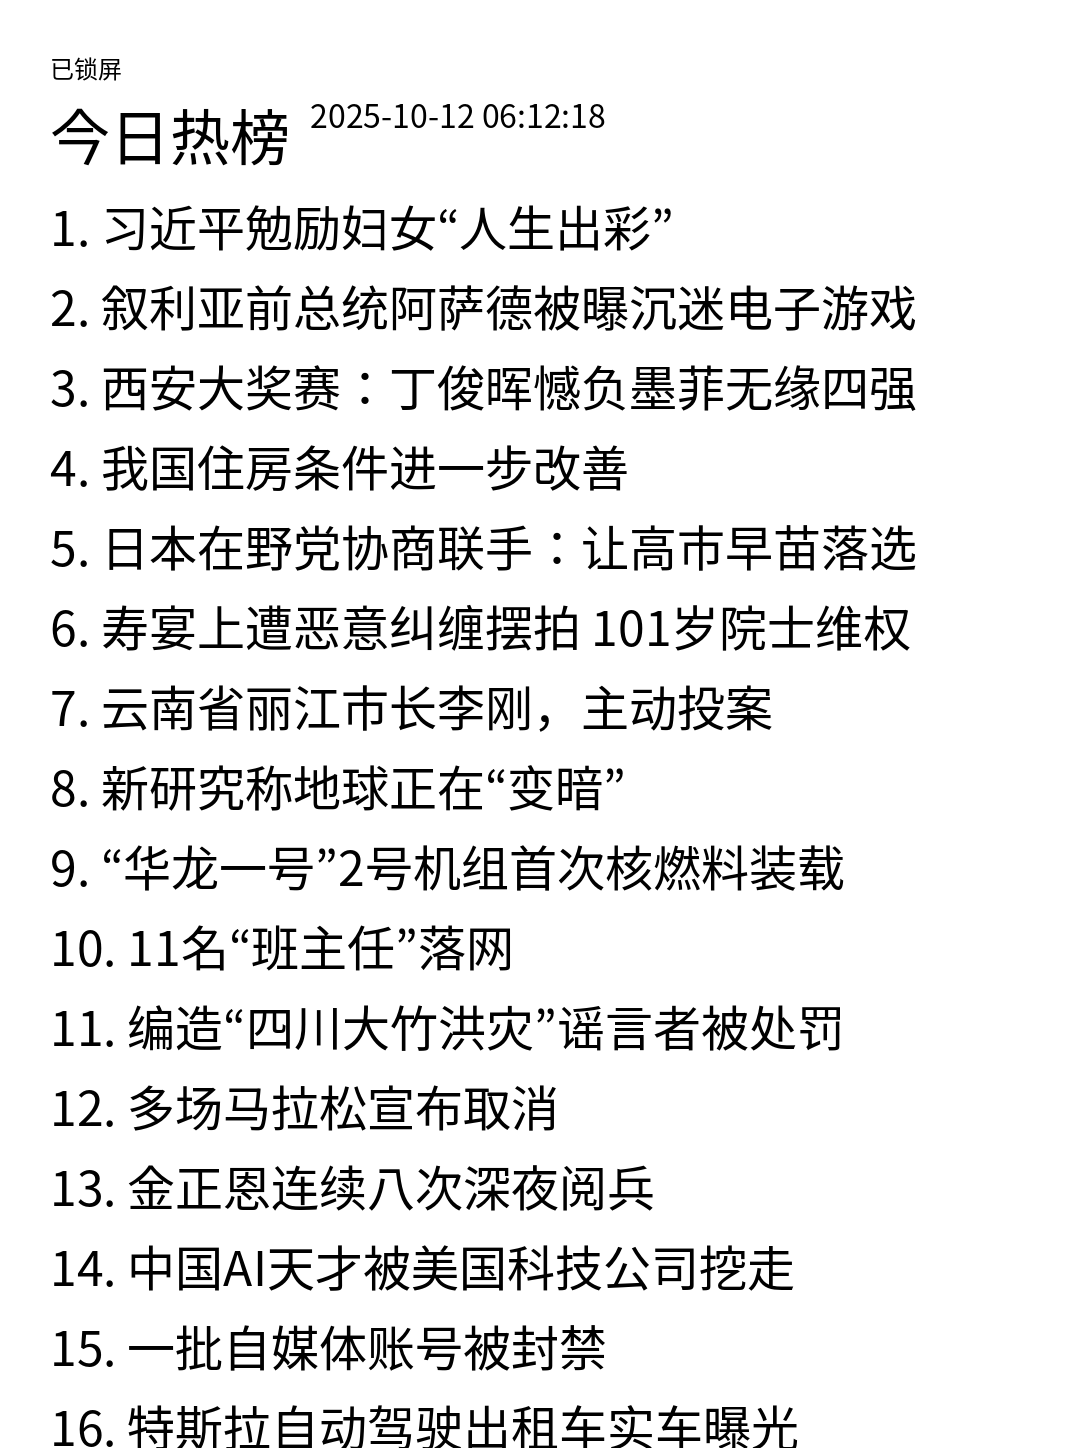 已锁屏
今日热榜 2025-10-12 06:12:18
1. 习近平勉励妇女“人生出彩”
2. 叙利亚前总统阿萨德被曝沉迷电子游戏
3. 西安大奖赛：丁俊晖憾负墨菲无缘四强
4. 我国住房条件进一步改善
5. 日本在野党协商联手：让高市早苗落选
6. 寿宴上遭恶意纠缠摆拍 101岁院士维权
7. 云南省丽江市长李刚，主动投案
8. 新研究称地球正在“变暗”
9. “华龙一号”2号机组首次核燃料装载
10. 11名“班主任”落网
11. 编造“四川大竹洪灾”谣言者被处罚
12. 多场马拉松宣布取消
13. 金正恩连续八次深夜阅兵
14. 中国AI天才被美国科技公司挖走
15. 一批自媒体账号被封禁
16. 特斯拉自动驾驶出租车实车曝光